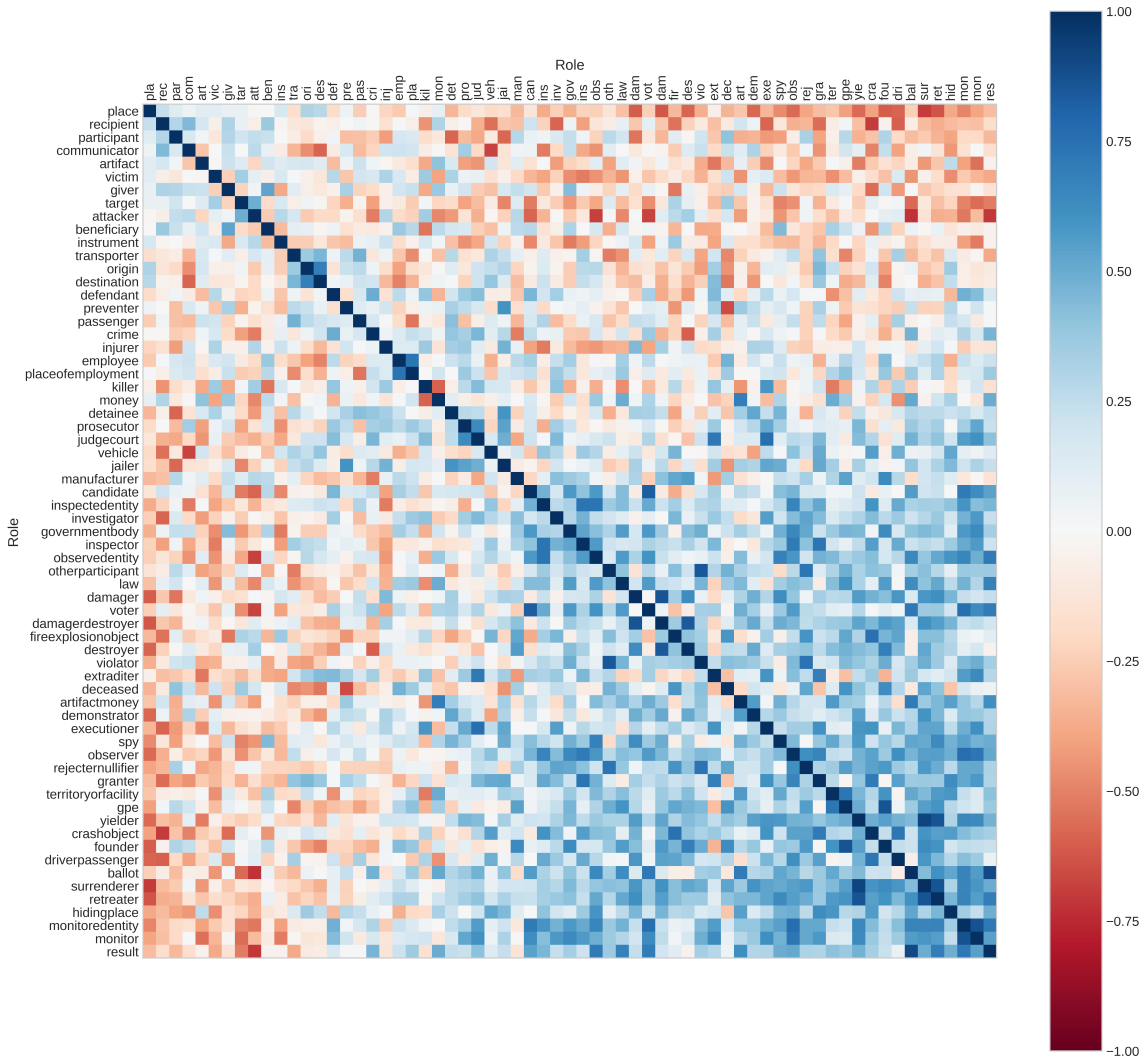 Role
pla rec par com art vic giv tar att ben ins tra ori des def pre pas cri inj emp pla kil mon det pro jud veh jai man can ins inv gov ins obs oth law dam vot dam fir des vio ext dec art dem exe spy obs rej gra ter gpe yie cra fou dri bal sur ret hid mon mon res
place
recipient
participant
communicator
artifact
victim
giver
target
attacker
beneficiary
instrument
transporter
origin
destination
defendant
preventer
passenger
crime
injurer
employee
placeofemployment
killer
money
detainee
prosecutor
judgecourt
vehicle
jailer
manufacturer
candidate
inspectedentity
investigator
governmentbody
inspector
observedentity
otherparticipant
law
damager
voter
damagerdestroyer
fireexplosionobject
destroyer
violator
extraditer
deceased
artifactmoney
demonstrator
executioner
spy
observer
rejecternullifier
granter
territoryorfacility
gpe
yielder
crashobject
founder
driverpassenger
ballot
surrenderer
retreater
hidingplace
monitoredentity
monitor
result
Role
1.00
0.75
0.50
0.25
0.00
−0.25
−0.50
−0.75
−1.00